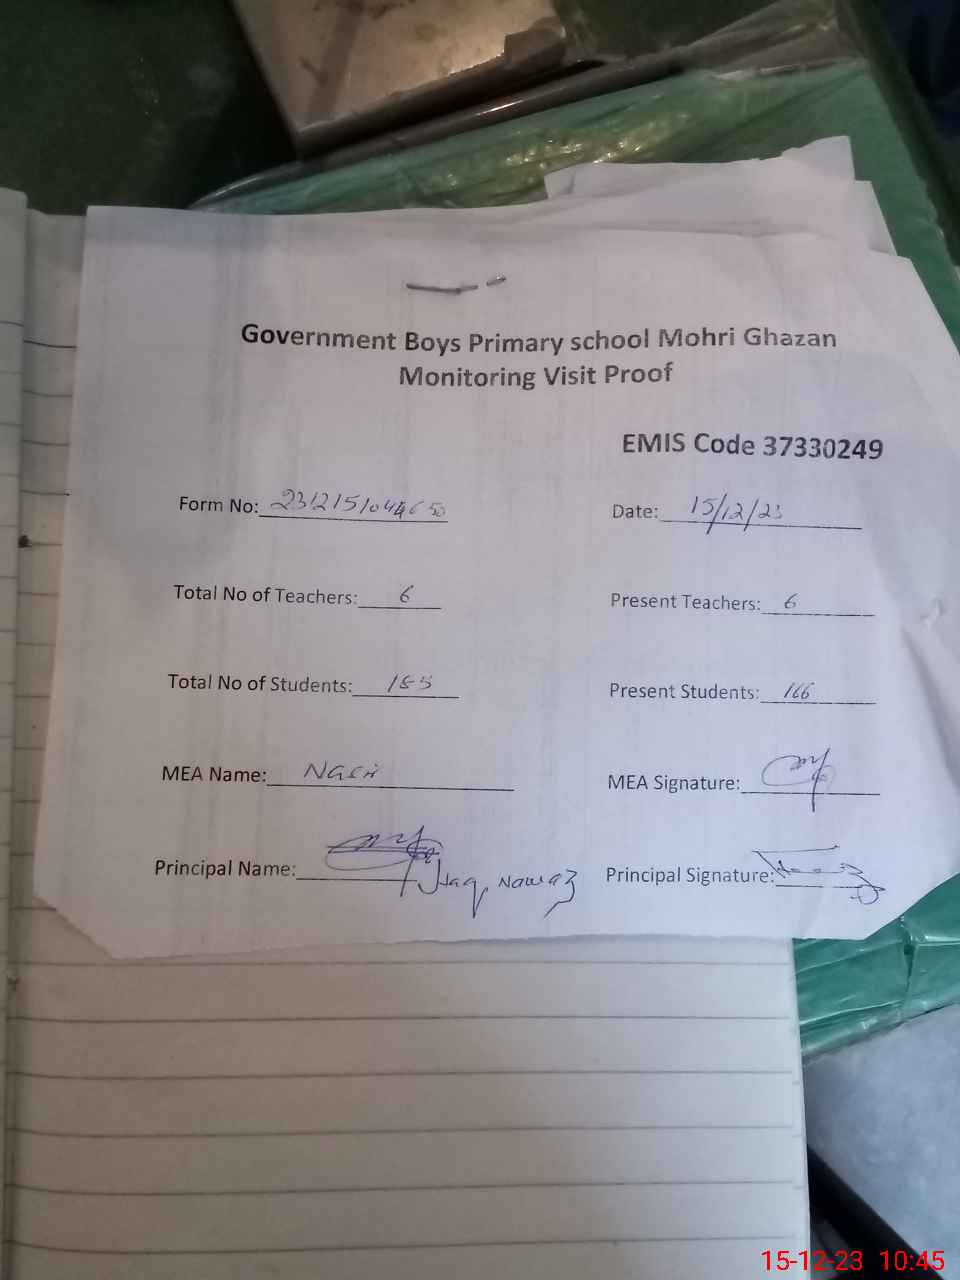 Government Boys Primary school Mohri Ghazan
Monitoring Visit Proof
EMIS Code 37330249
Form No: Date: 15/12/23
Total No of Teachers: 6 Present Teachers: 6
Total No of Students: 185 Present Students: 166
MEA Name: Nasir MEA Signature:
Principal Name: Haq Nawaz Principal Signature:
15-12-23 10:45